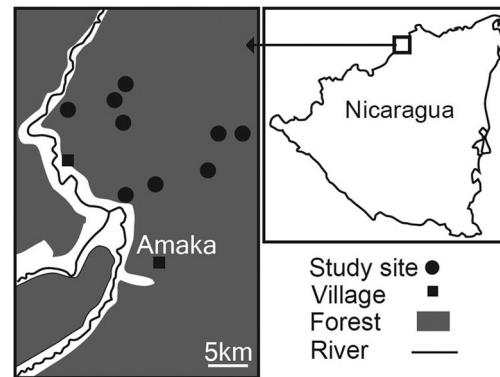 Nicaragua
Amaka
5km
Study site
Village
Forest
River